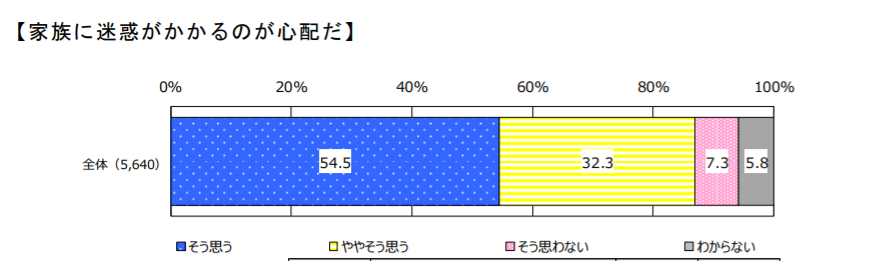 【家族に迷惑がかかるのが心配だ】
0% 20% 40% 60% 80% 100%
全体（5,640） 54.5 32.3 7.3 5.8
そう思う ややそう思う そう思わない わからない